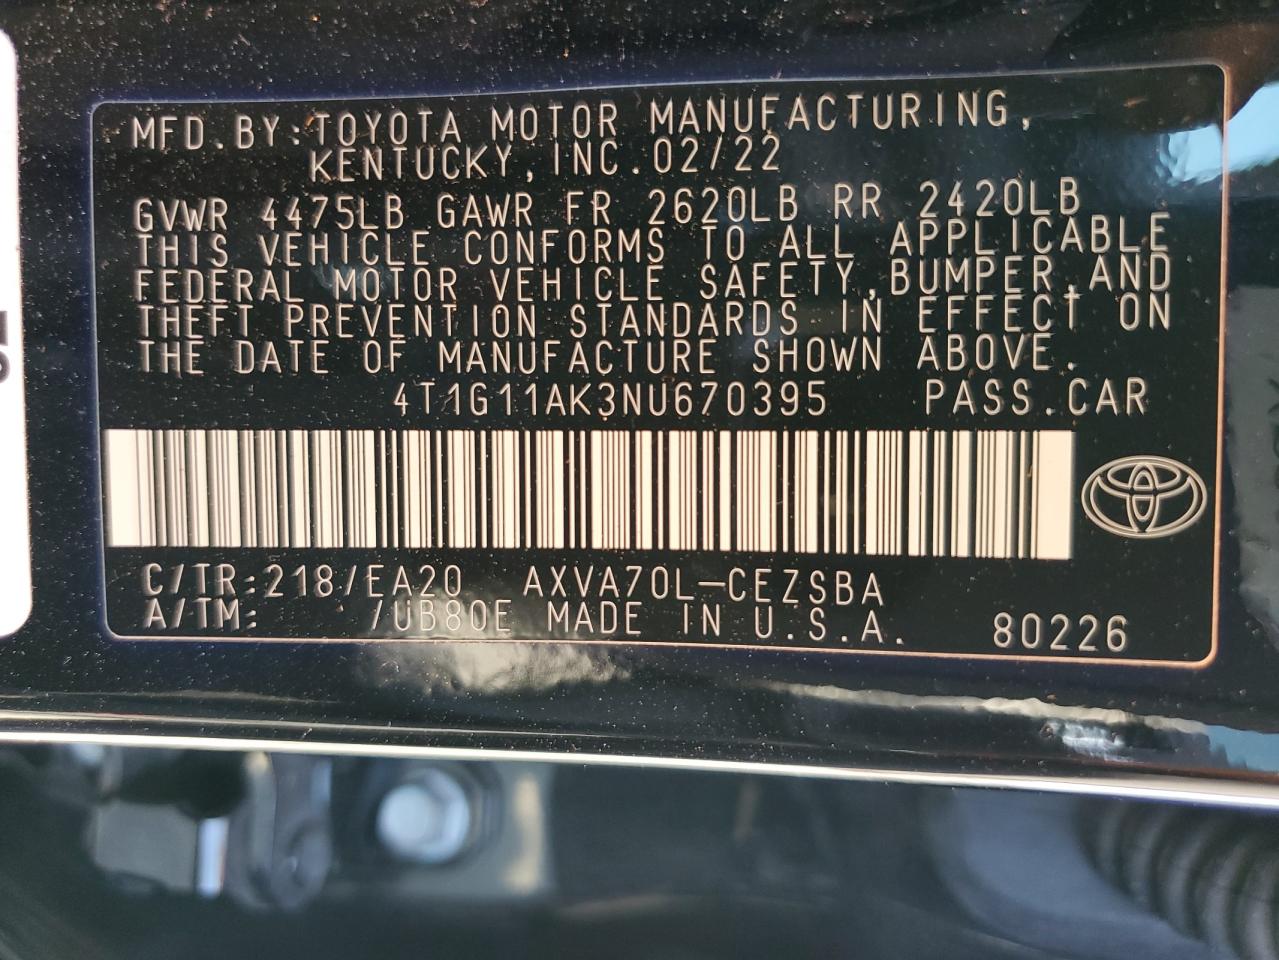 MFD.BY:TOYOTA MOTOR MANUFACTURING,
KENTUCKY,INC.02/22
GVWR 4475LB GAWR FR 2620LB RR 2420LB
THIS VEHICLE CONFORMS TO ALL APPLICABLE
FEDERAL MOTOR VEHICLE SAFETY,BUMPER,AND
THEFT PREVENTION STANDARDS IN EFFECT ON
THE DATE OF MANUFACTURE SHOWN ABOVE.
4T1G11AK3NU670395 PASS.CAR
C/TR:218/EA20 AXVA70L-CEZSBA
A/TM: /UB80E MADE IN U.S.A. 80226